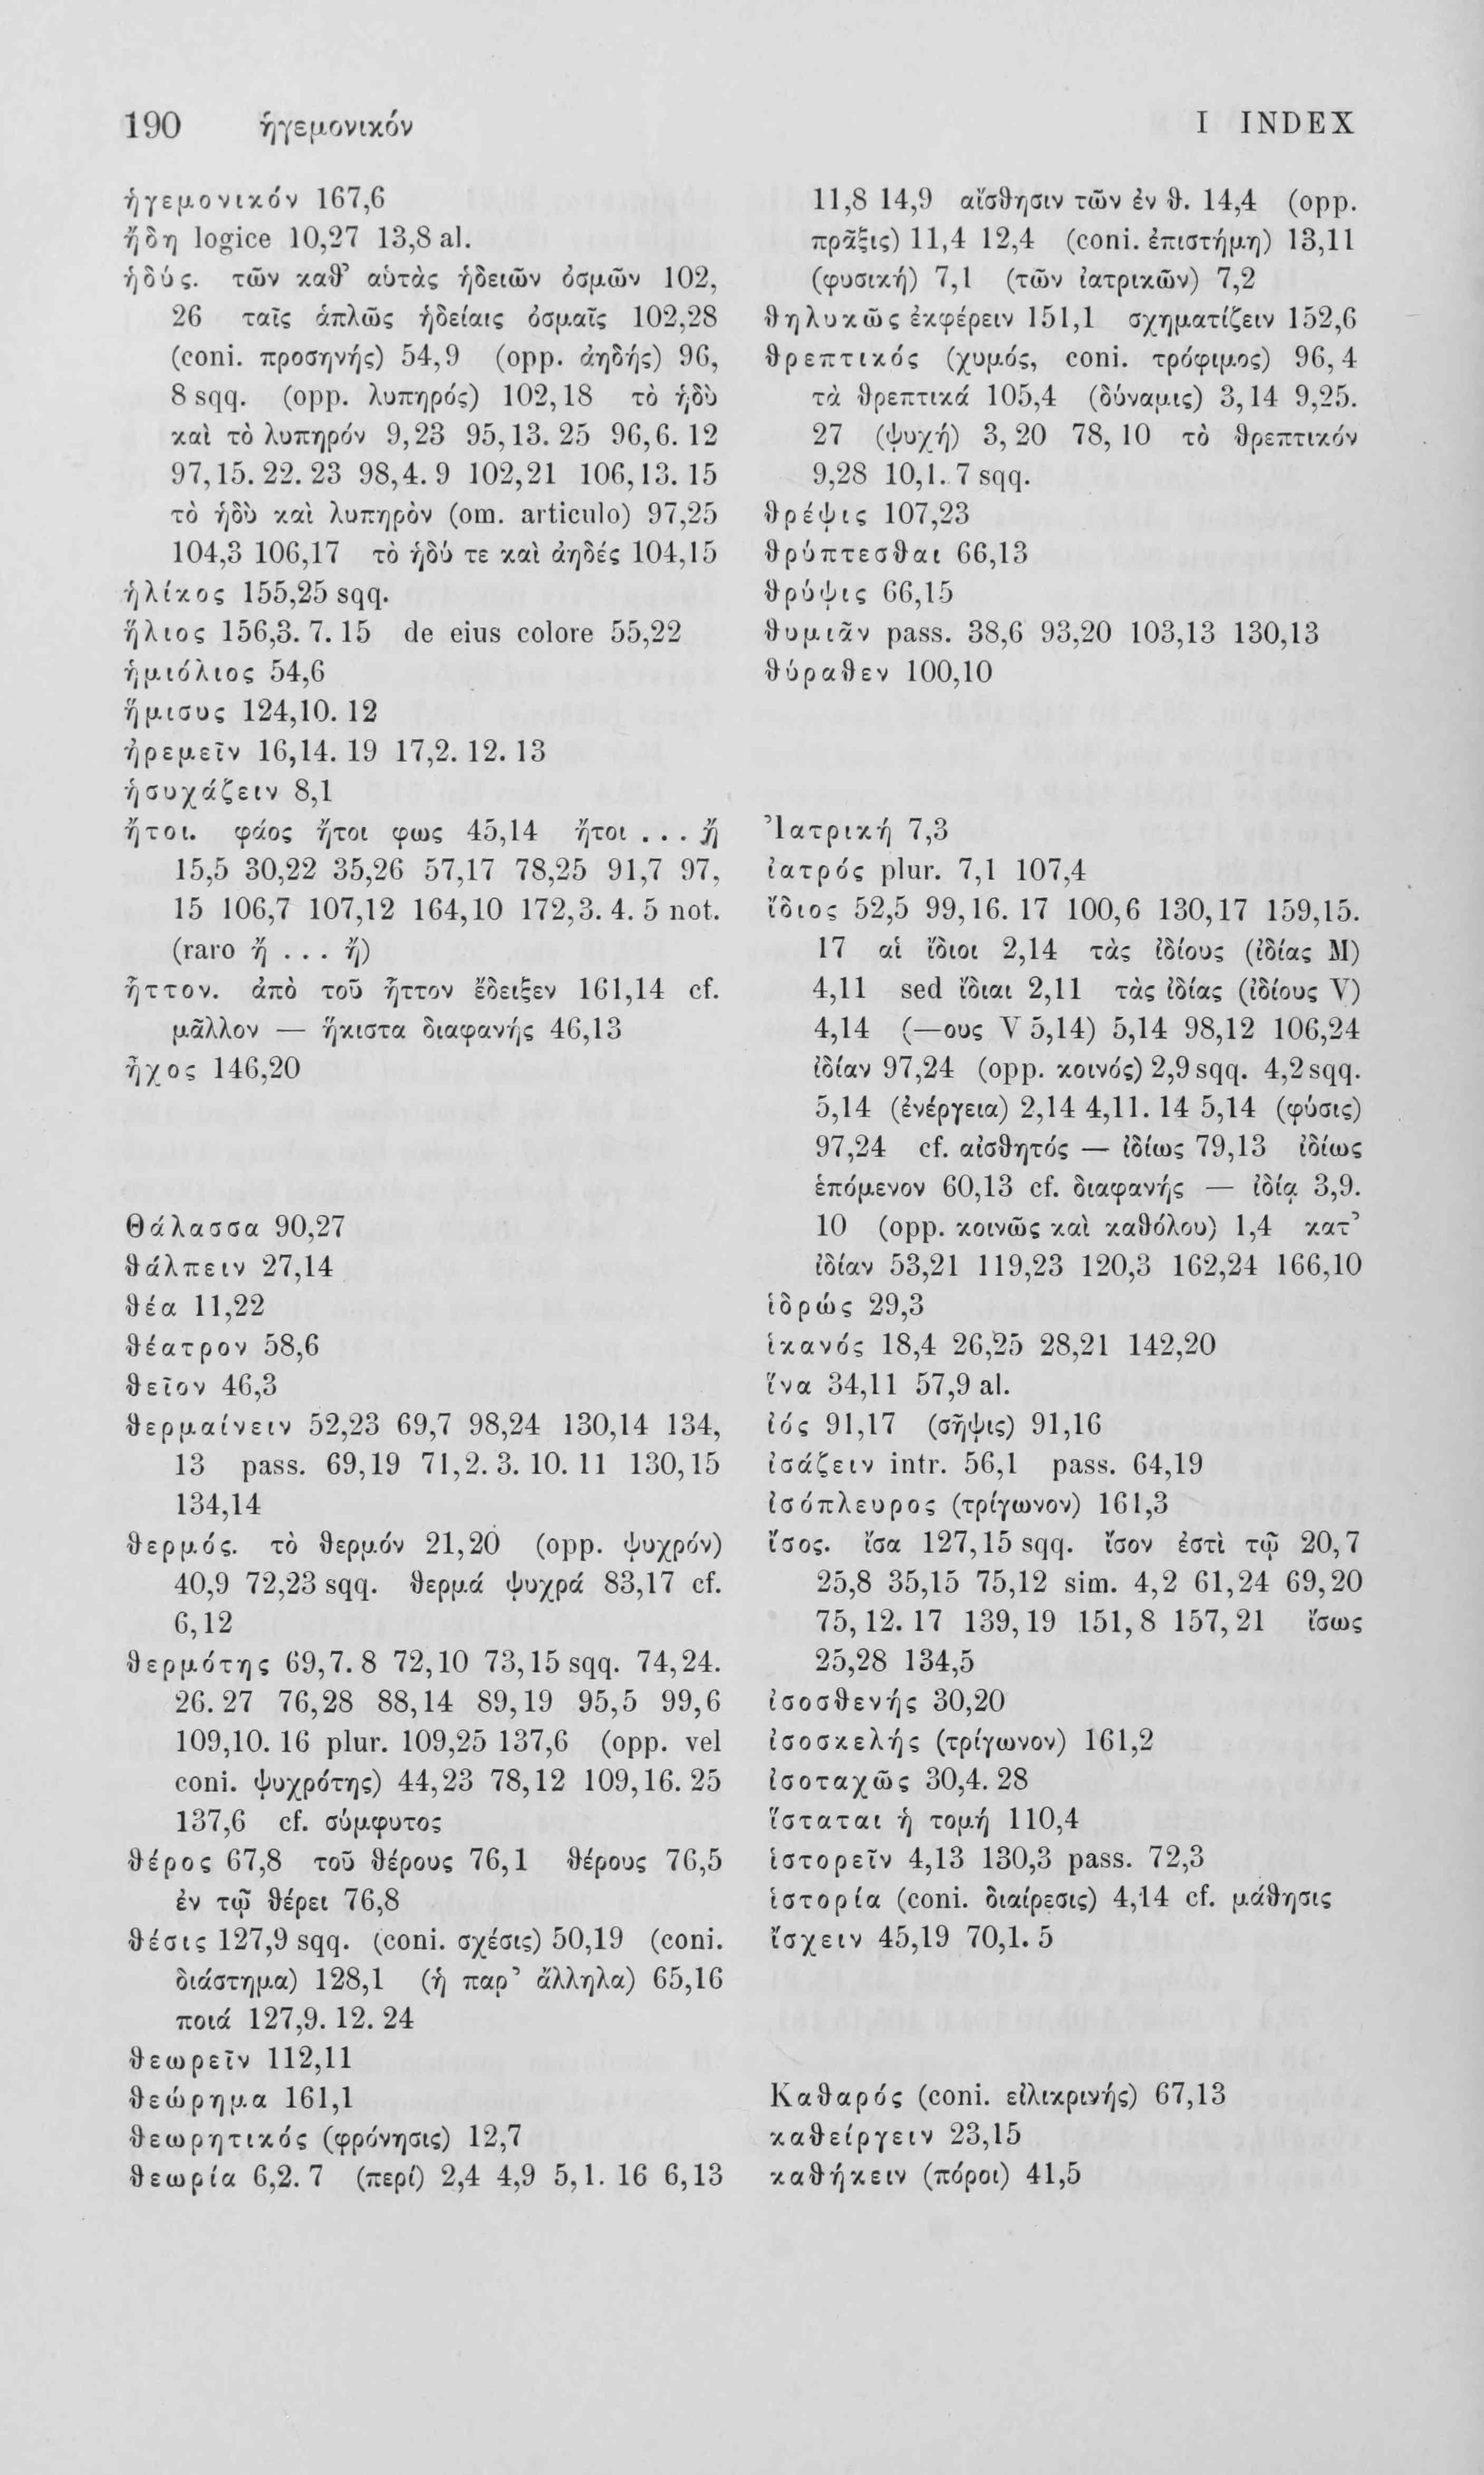 190 ἡγεμονικόν I INDEX
ἡγεμονικόν 167,6
ἤδη logice 10,27 13,8 al.
ἡδύς. τῶν καθ’ αὑτὰς ἡδειῶν ὀσμῶν 102,
26 ταῖς ἁπλῶς ἡδείαις ὀσμαῖς 102,28
(coni. προσηνής) 54,9 (opp. ἀηδής) 96,
8 sqq. (opp. λυπηρός) 102,18 τὸ ἡδὺ
καὶ τὸ λυπηρόν 9,23 95,13. 25 96,6. 12
97,15. 22. 23 98,4. 9 102,21 106,13. 15
τὸ ἡδὺ καὶ λυπηρὸν (om. articulo) 97,25
104,3 106,17 τὸ ἡδύ τε καὶ ἀηδές 104,15
ἡλίκος 155,25 sqq.
ἥλιος 156,3. 7. 15 de eius colore 55,22
ἡμιόλιος 54,6
ἥμισυς 124,10. 12
ἠρεμεῖν 16,14. 19 17,2. 12. 13
ἡσυχάζειν 8,1
ἤτοι. φάος ἤτοι φως 45,14 ἤτοι ... ἢ
15,5 30,22 35,26 57,17 78,25 91,7 97,
15 106,7 107,12 164,10 172,3. 4. 5 not.
(raro ἤ ... ἤ)
ἧττον. ἀπὸ τοῦ ἧττον ἔδειξεν 161,14 cf.
μᾶλλον — ἥκιστα διαφανής 46,13
ἦχος 146,20
Θάλασσα 90,27
θάλπειν 27,14
θέα 11,22
θέατρον 58,6
θεῖον 46,3
θερμαίνειν 52,23 69,7 98,24 130,14 134,
13 pass. 69,19 71,2. 3. 10. 11 130,15
134,14
θερμός. τὸ θερμόν 21,20 (opp. ψυχρόν)
40,9 72,23 sqq. θερμά ψυχρά 83,17 cf.
6,12
θερμότης 69,7. 8 72,10 73,15 sqq. 74,24.
26. 27 76,28 88,14 89,19 95,5 99,6
109,10. 16 plur. 109,25 137,6 (opp. vel
coni. ψυχρότης) 44,23 78,12 109,16. 25
137,6 cf. σύμφυτος
θέρος 67,8 τοῦ θέρους 76,1 θέρους 76,5
ἐν τῷ θέρει 76,8
θέσις 127,9 sqq. (coni. σχέσις) 50,19 (coni.
διάστημα) 128,1 (ἡ παρ’ ἄλληλα) 65,16
ποιά 127,9. 12. 24
θεωρεῖν 112,11
θεώρημα 161,1
θεωρητικός (φρόνησις) 12,7
θεωρία 6,2. 7 (περί) 2,4 4,9 5,1. 16 6,13
11,8 14,9 αἴσθησιν τῶν ἐν θ. 14,4 (opp.
πρᾶξις) 11,4 12,4 (coni. ἐπιστήμη) 13,11
(φυσική) 7,1 (τῶν ἰατρικῶν) 7,2
θηλυκῶς ἐκφέρειν 151,1 σχηματίζειν 152,6
θρεπτικός (χυμός, coni. τρόφιμος) 96,4
τὰ θρεπτικά 105,4 (δύναμις) 3,14 9,25.
27 (ψυχή) 3,20 78,10 τὸ θρεπτικόν
9,28 10,1. 7 sqq.
θρέψις 107,23
θρύπτεσθαι 66,13
θρύψις 66,15
θυμιᾶν pass. 38,6 93,20 103,13 130,13
θύραθεν 100,10
Ἰατρική 7,3
ἰατρός plur. 7,1 107,4
ἴδιος 52,5 99,16. 17 100,6 130,17 159,15.
17 αἱ ἴδιοι 2,14 τὰς ἰδίους (ἰδίας M)
4,11 sed ἴδιαι 2,11 τὰς ἰδίας (ἰδίους V)
4,14 (—ους V 5,14) 5,14 98,12 106,24
ἰδίαν 97,24 (opp. κοινός) 2,9 sqq. 4,2 sqq.
5,14 (ἐνέργεια) 2,14 4,11. 14 5,14 (φύσις)
97,24 cf. αἰσθητός — ἰδίως 79,13 ἰδίως
ἑπόμενον 60,13 cf. διαφανής — ἰδίᾳ 3,9.
10 (opp. κοινῶς καὶ καθόλου) 1,4 κατ’
ἰδίαν 53,21 119,23 120,3 162,24 166,10
ἱδρώς 29,3
ἱκανός 18,4 26,25 28,21 142,20
ἵνα 34,11 57,9 al.
ἰός 91,17 (σῆψις) 91,16
ἰσάζειν intr. 56,1 pass. 64,19
ἰσόπλευρος (τρίγωνον) 161,3
ἴσος. ἴσα 127,15 sqq. ἴσον ἐστὶ τῷ 20,7
25,8 35,15 75,12 sim. 4,2 61,24 69,20
75,12. 17 139,19 151,8 157,21 ἴσως
25,28 134,5
ἰσοσθενής 30,20
ἰσοσκελής (τρίγωνον) 161,2
ἰσοταχῶς 30,4. 28
ἵσταται ἡ τομή 110,4
ἱστορεῖν 4,13 130,3 pass. 72,3
ἱστορία (coni. διαίρεσις) 4,14 cf. μάθησις
ἴσχειν 45,19 70,1. 5
Καθαρός (coni. εἰλικρινής) 67,13
καθείργειν 23,15
καθήκειν (πόροι) 41,5